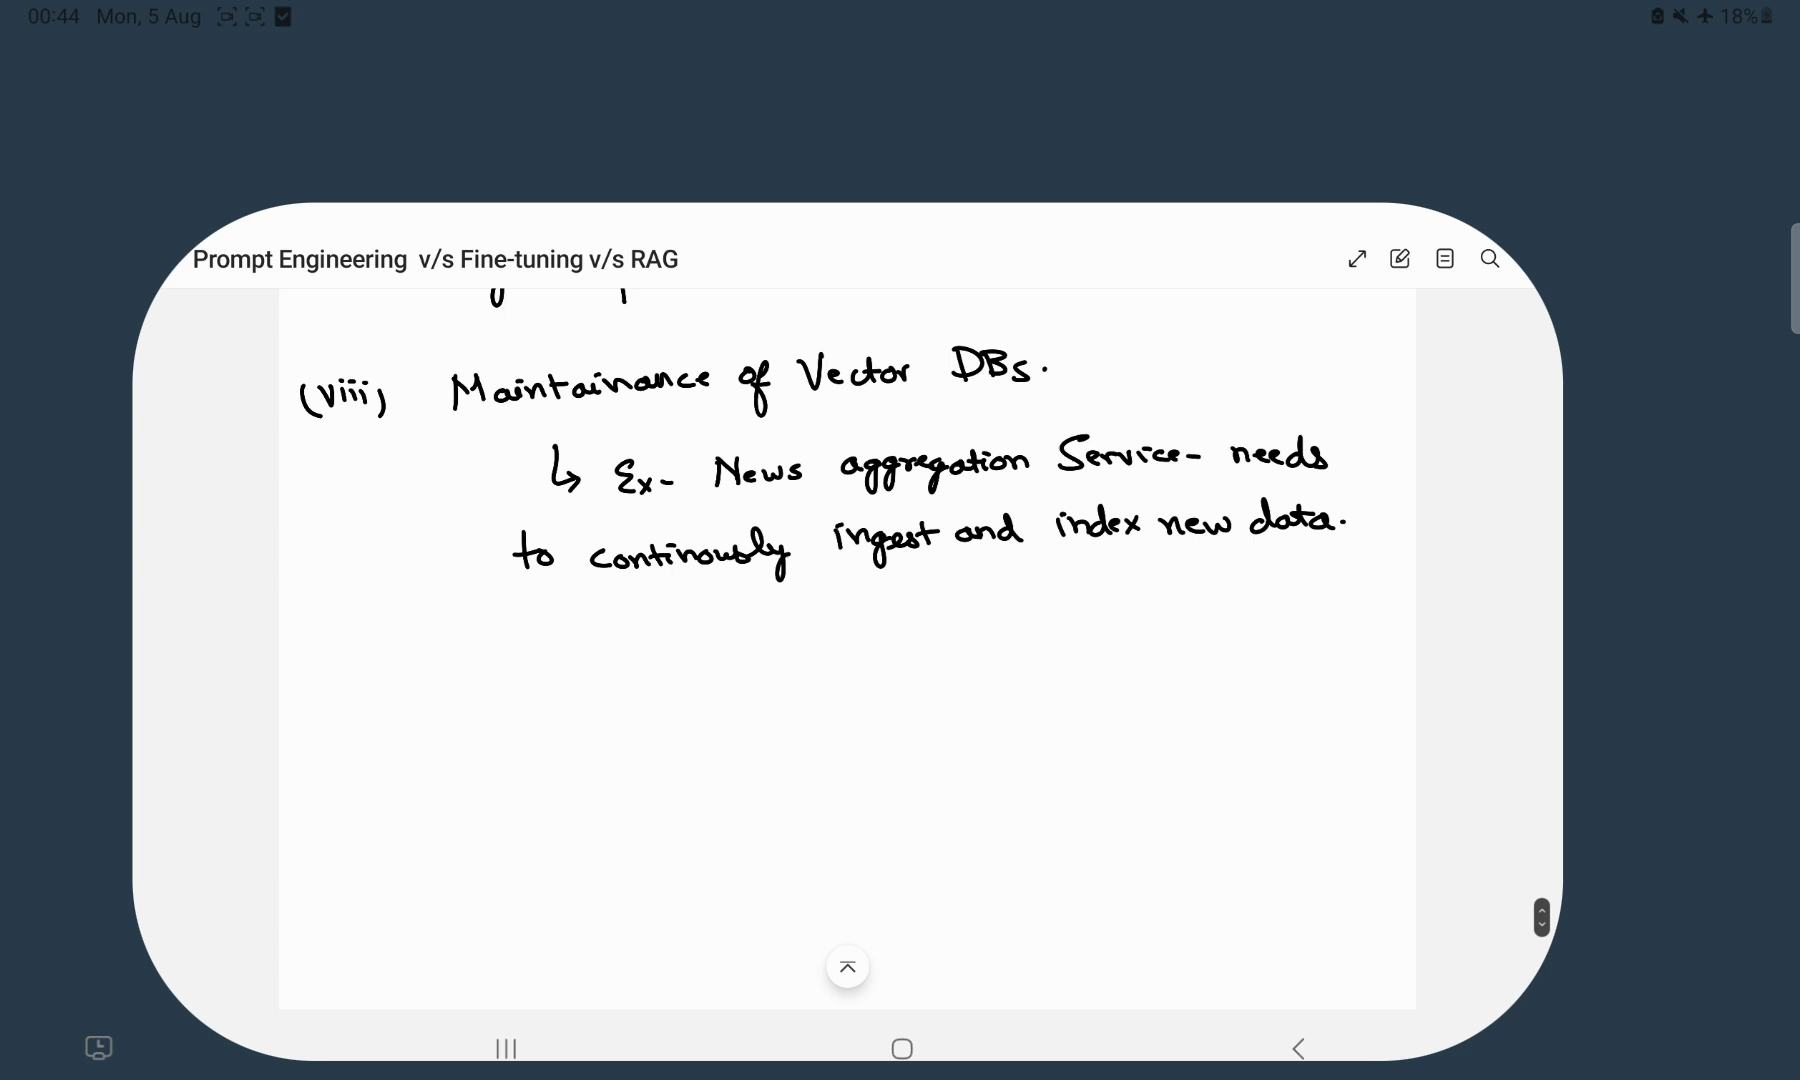 00:44 Mon, 5 Aug 18%
Prompt Engineering v/s Fine-tuning v/s RAG
(viii) Maintainance of Vector DBs.
↳ Ex- News aggregation Service- needs
to continously ingest and index new data.